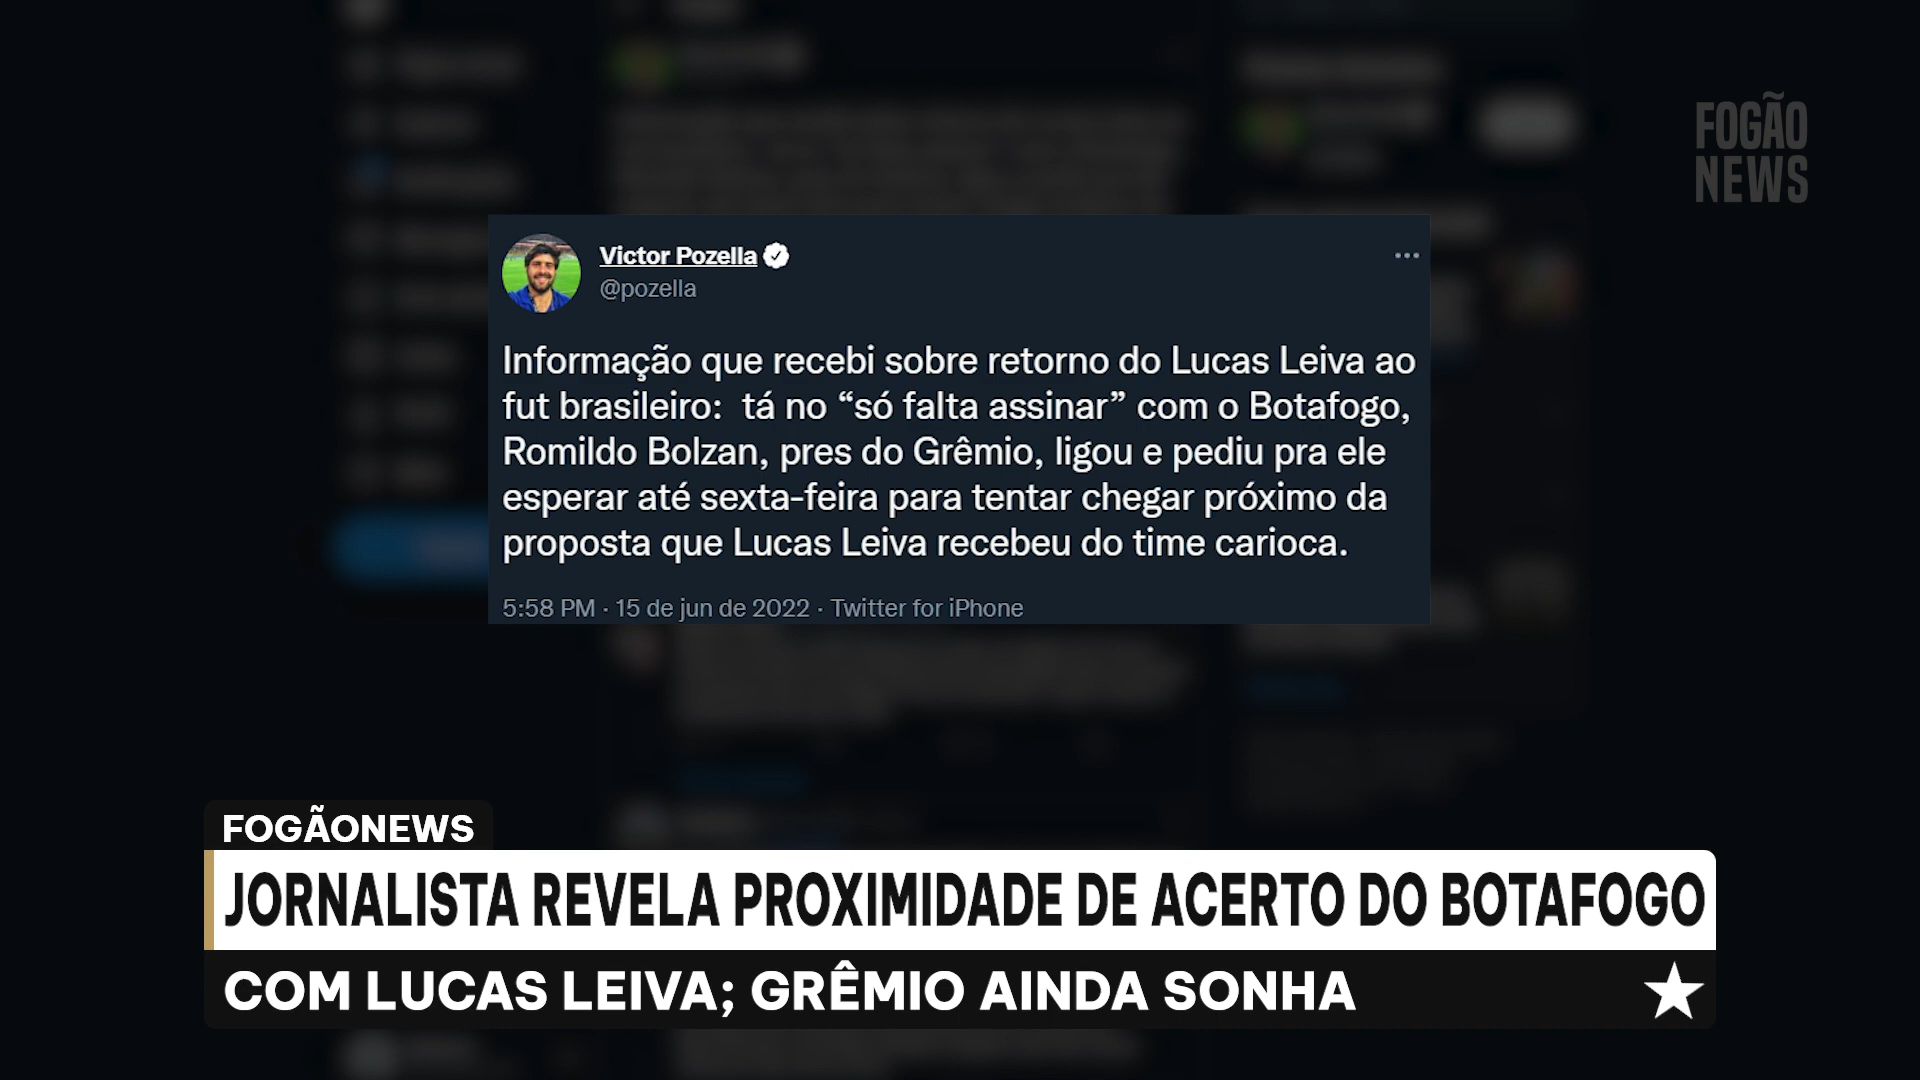 FOGÃO
NEWS
Victor Pozella
@pozella
Informação que recebi sobre retorno do Lucas Leiva ao
fut brasileiro:  tá no “só falta assinar” com o Botafogo,
Romildo Bolzan, pres do Grêmio, ligou e pediu pra ele
esperar até sexta-feira para tentar chegar próximo da
proposta que Lucas Leiva recebeu do time carioca.
5:58 PM · 15 de jun de 2022 · Twitter for iPhone
FOGÃONEWS
JORNALISTA REVELA PROXIMIDADE DE ACERTO DO BOTAFOGO
COM LUCAS LEIVA; GRÊMIO AINDA SONHA